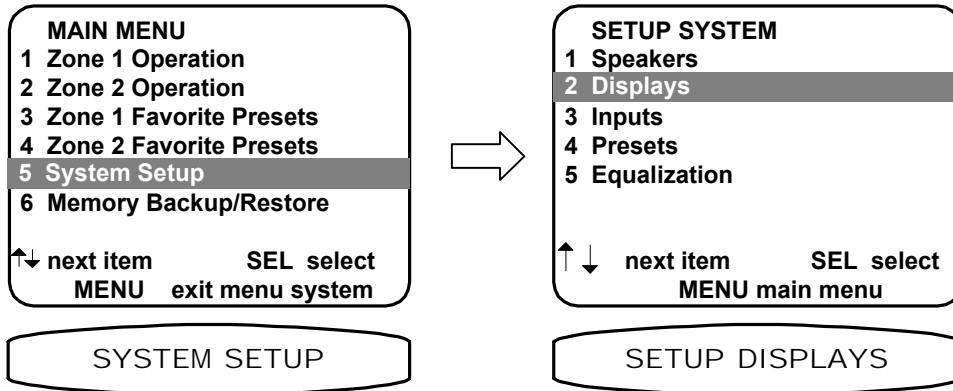 MAIN MENU
1 Zone 1 Operation
2 Zone 2 Operation
3 Zone 1 Favorite Presets
4 Zone 2 Favorite Presets
5 System Setup
6 Memory Backup/Restore
↑↓ next item SEL select
MENU exit menu system
SYSTEM SETUP
SETUP SYSTEM
1 Speakers
2 Displays
3 Inputs
4 Presets
5 Equalization
↑ ↓ next item SEL select
MENU main menu
SETUP DISPLAYS